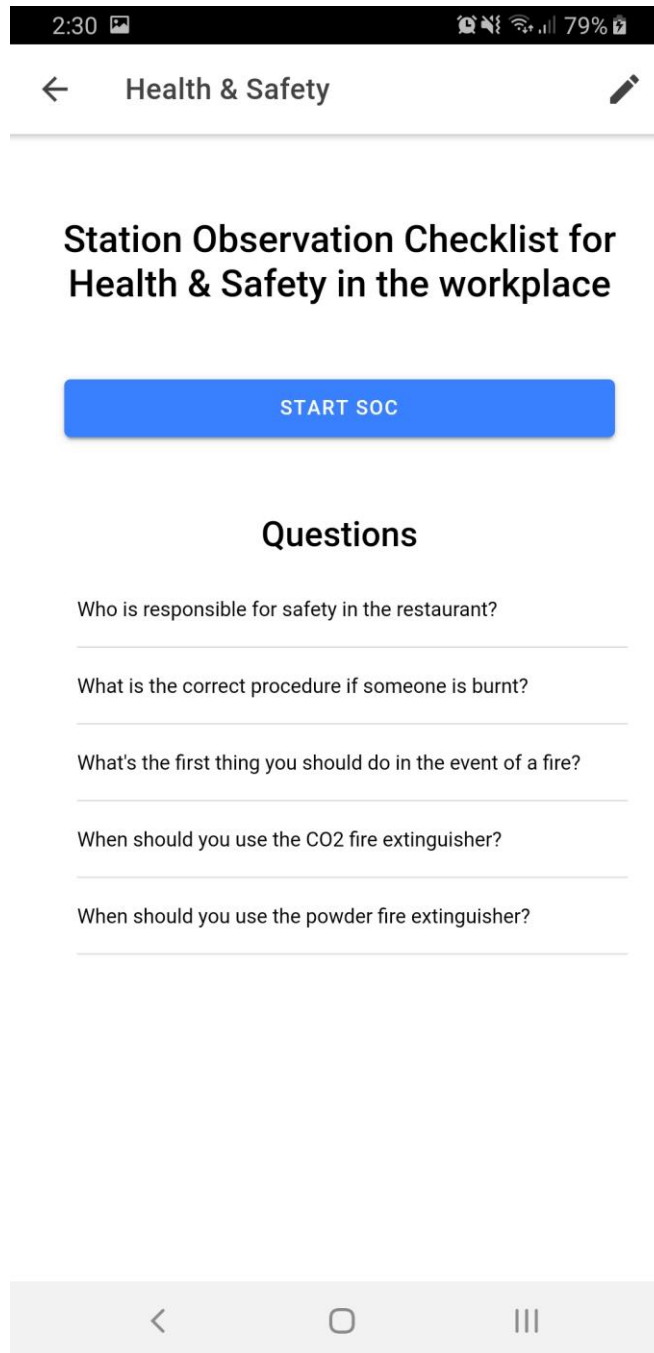 2:30 79%
Health & Safety
Station Observation Checklist for
Health & Safety in the workplace
START SOC
Questions
Who is responsible for safety in the restaurant?
What is the correct procedure if someone is burnt?
What's the first thing you should do in the event of a fire?
When should you use the CO2 fire extinguisher?
When should you use the powder fire extinguisher?